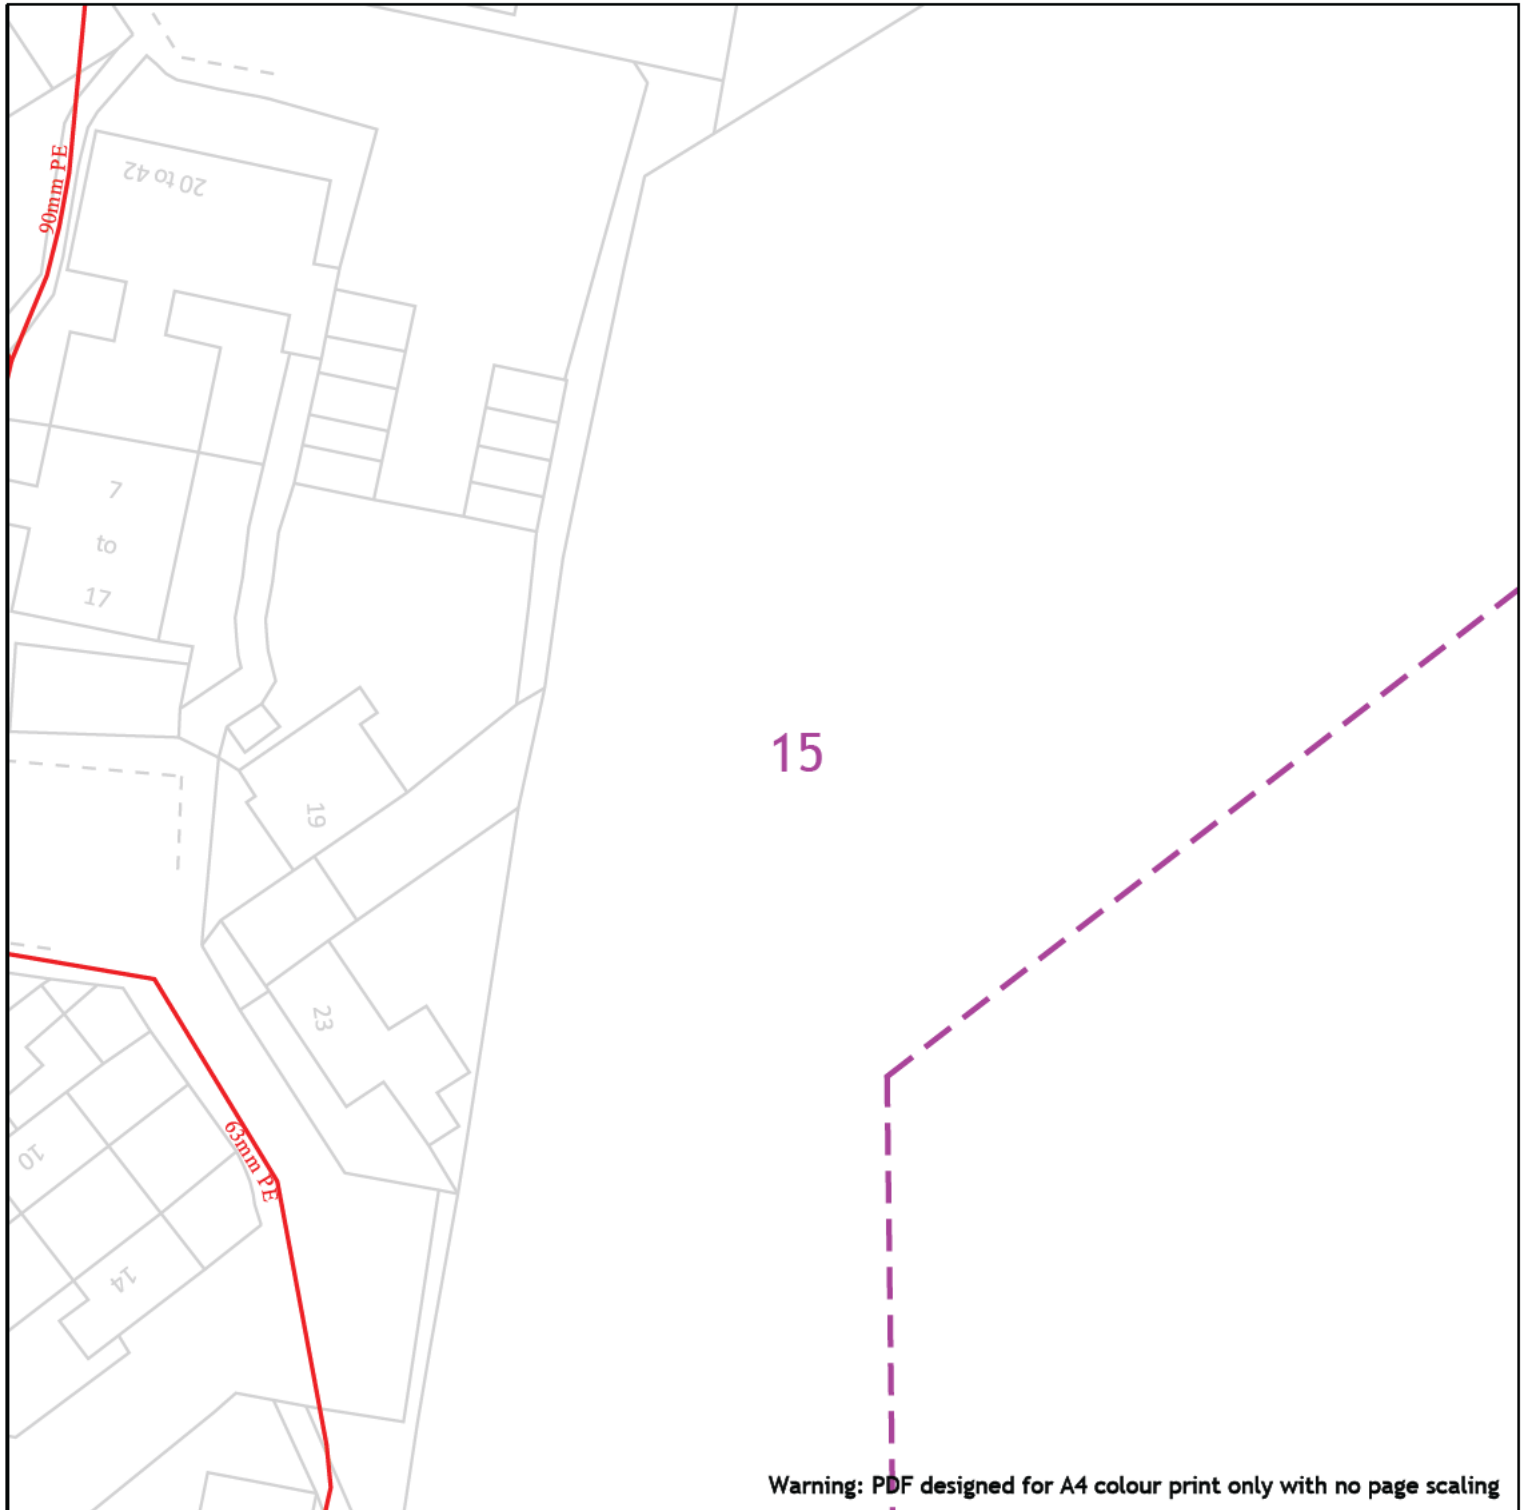 90mm PE
20 to 42
7
to
17
15
19
23
63mm PE
10
14
Warning: PDF designed for A4 colour print only with no page scaling